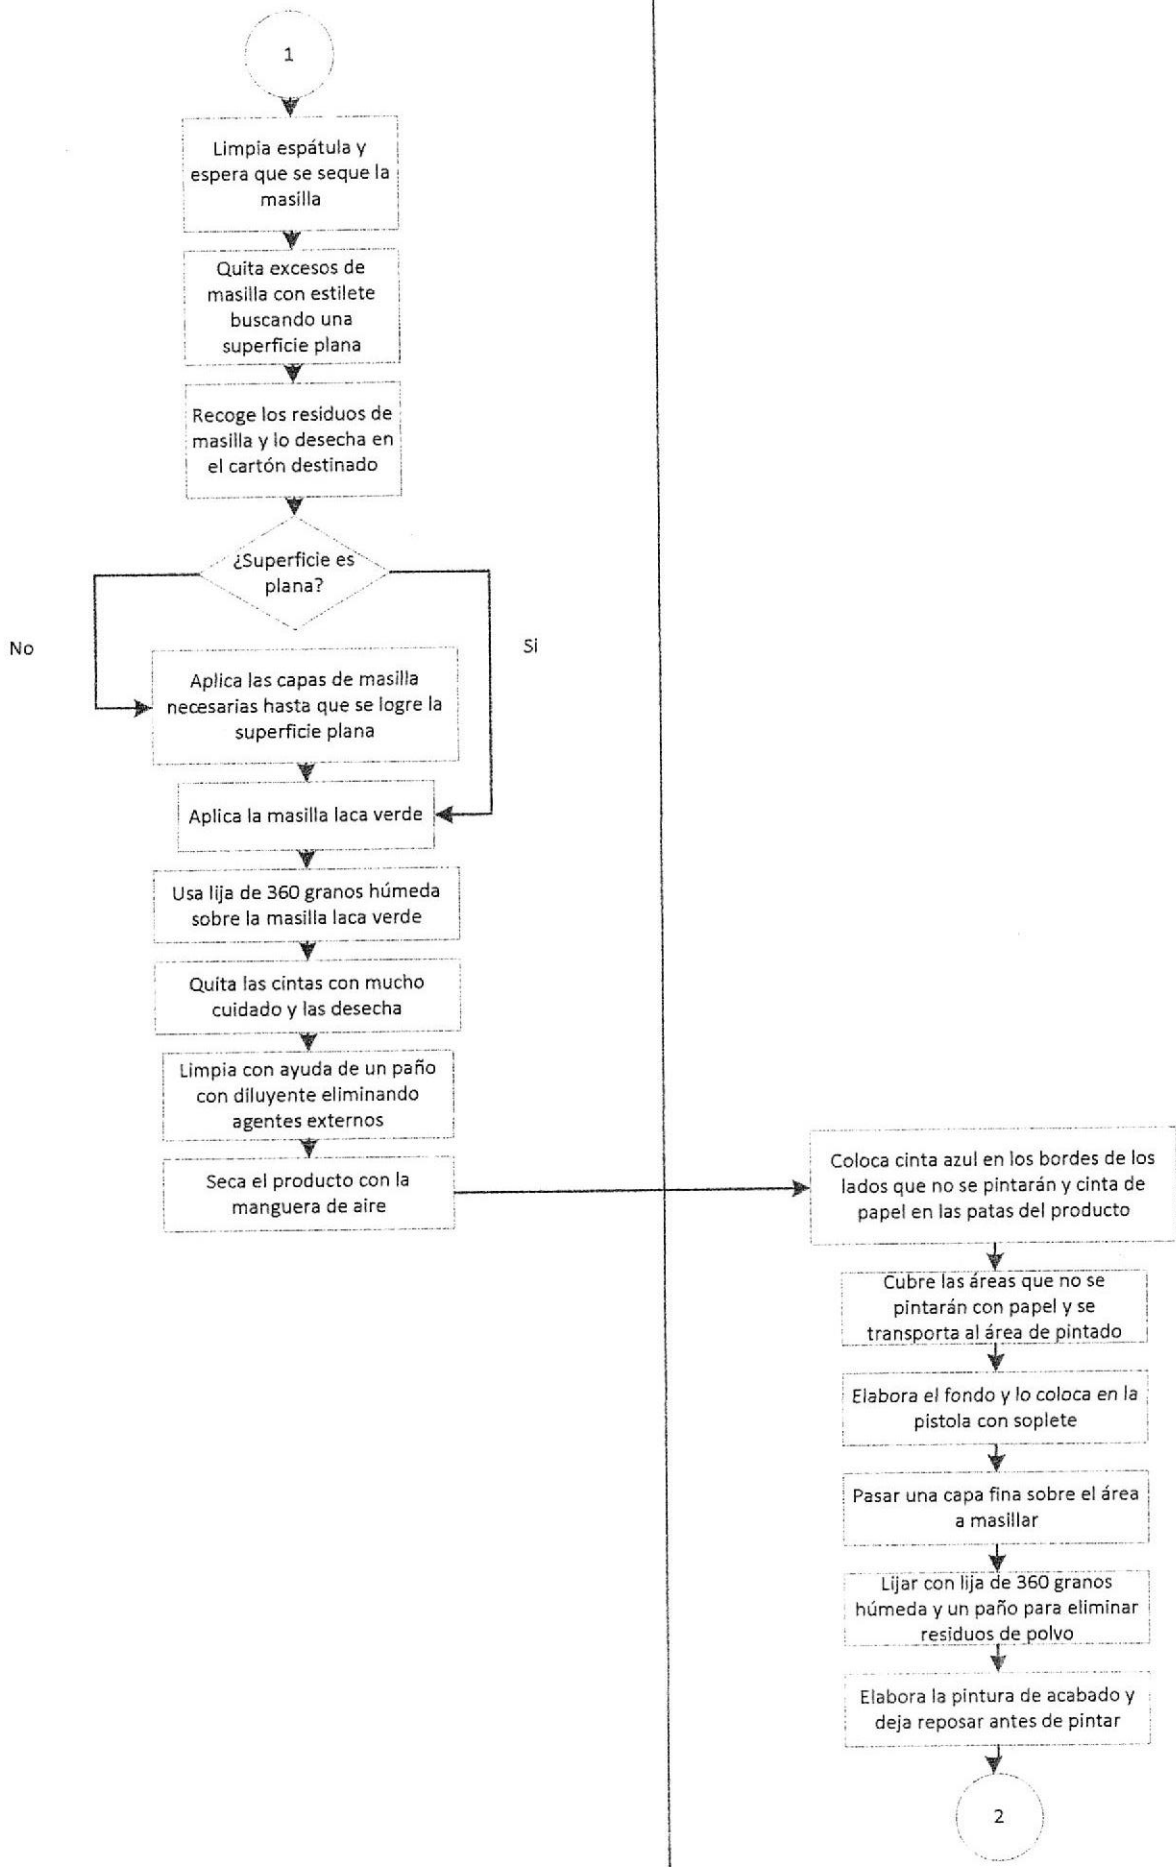 1
Limpia espátula y
espera que se seque la
masilla
Quita excesos de
masilla con estilete
buscando una
superficie plana
Recoge los residuos de
masilla y lo desecha en
el cartón destinado
¿Superficie es
plana?
No
Si
Aplica las capas de masilla
necesarias hasta que se logre la
superficie plana
Aplica la masilla laca verde
Usa lija de 360 granos húmeda
sobre la masilla laca verde
Quita las cintas con mucho
cuidado y las desecha
Limpia con ayuda de un paño
con diluyente eliminando
agentes externos
Seca el producto con la
manguera de aire
Coloca cinta azul en los bordes de los
lados que no se pintarán y cinta de
papel en las patas del producto
Cubre las áreas que no se
pintarán con papel y se
transporta al área de pintado
Elabora el fondo y lo coloca en la
pistola con soplete
Pasar una capa fina sobre el área
a masillar
Lijar con lija de 360 granos
húmeda y un paño para eliminar
residuos de polvo
Elabora la pintura de acabado y
deja reposar antes de pintar
2